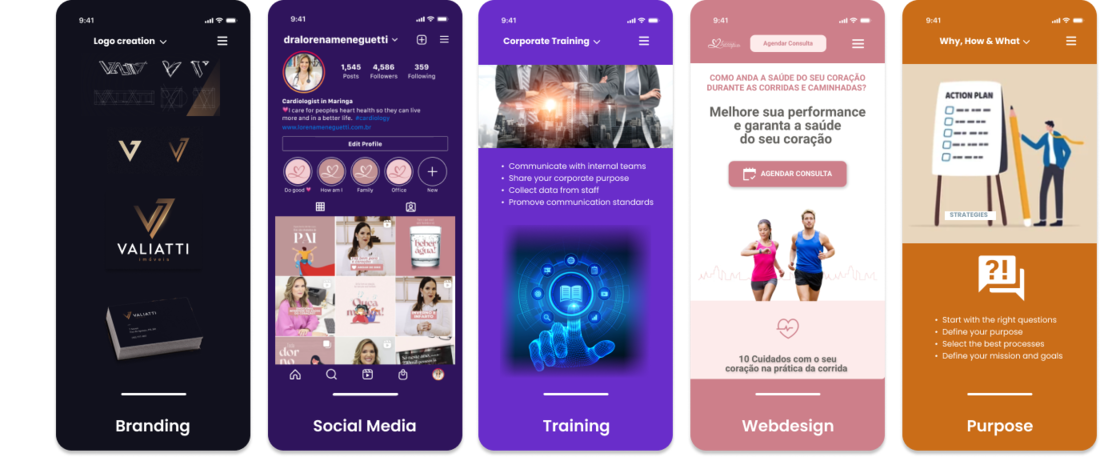 9:41
Logo creation
VALIATTI
imóveis
VALIATTI
Branding
9:41
dralorenameneguetti
1,545
Posts
4,586
Followers
359
Following
Cardiologist in Maringa
I care for peoples heart health so they can live
more and in a better life. #cardiology
www.lorenameneguetti.com.br
Edit Profile
Do good
How am I
Family
Office
New
PAI
beber
água!
Social Media
9:41
Corporate Training
• Communicate with internal teams
• Share your corporate purpose
• Collect data from staff
• Promote communication standards
Training
9:41
Agendar Consulta
COMO ANDA A SAÚDE DO SEU CORAÇÃO
DURANTE AS CORRIDAS E CAMINHADAS?
Melhore sua performance
e garanta a saúde
do seu coração
AGENDAR CONSULTA
10 Cuidados com o seu
coração na prática da corrida
Webdesign
9:41
Why, How & What
ACTION PLAN
STRATEGIES
?!
• Start with the right questions
• Define your purpose
• Select the best processes
• Define your mission and goals
Purpose